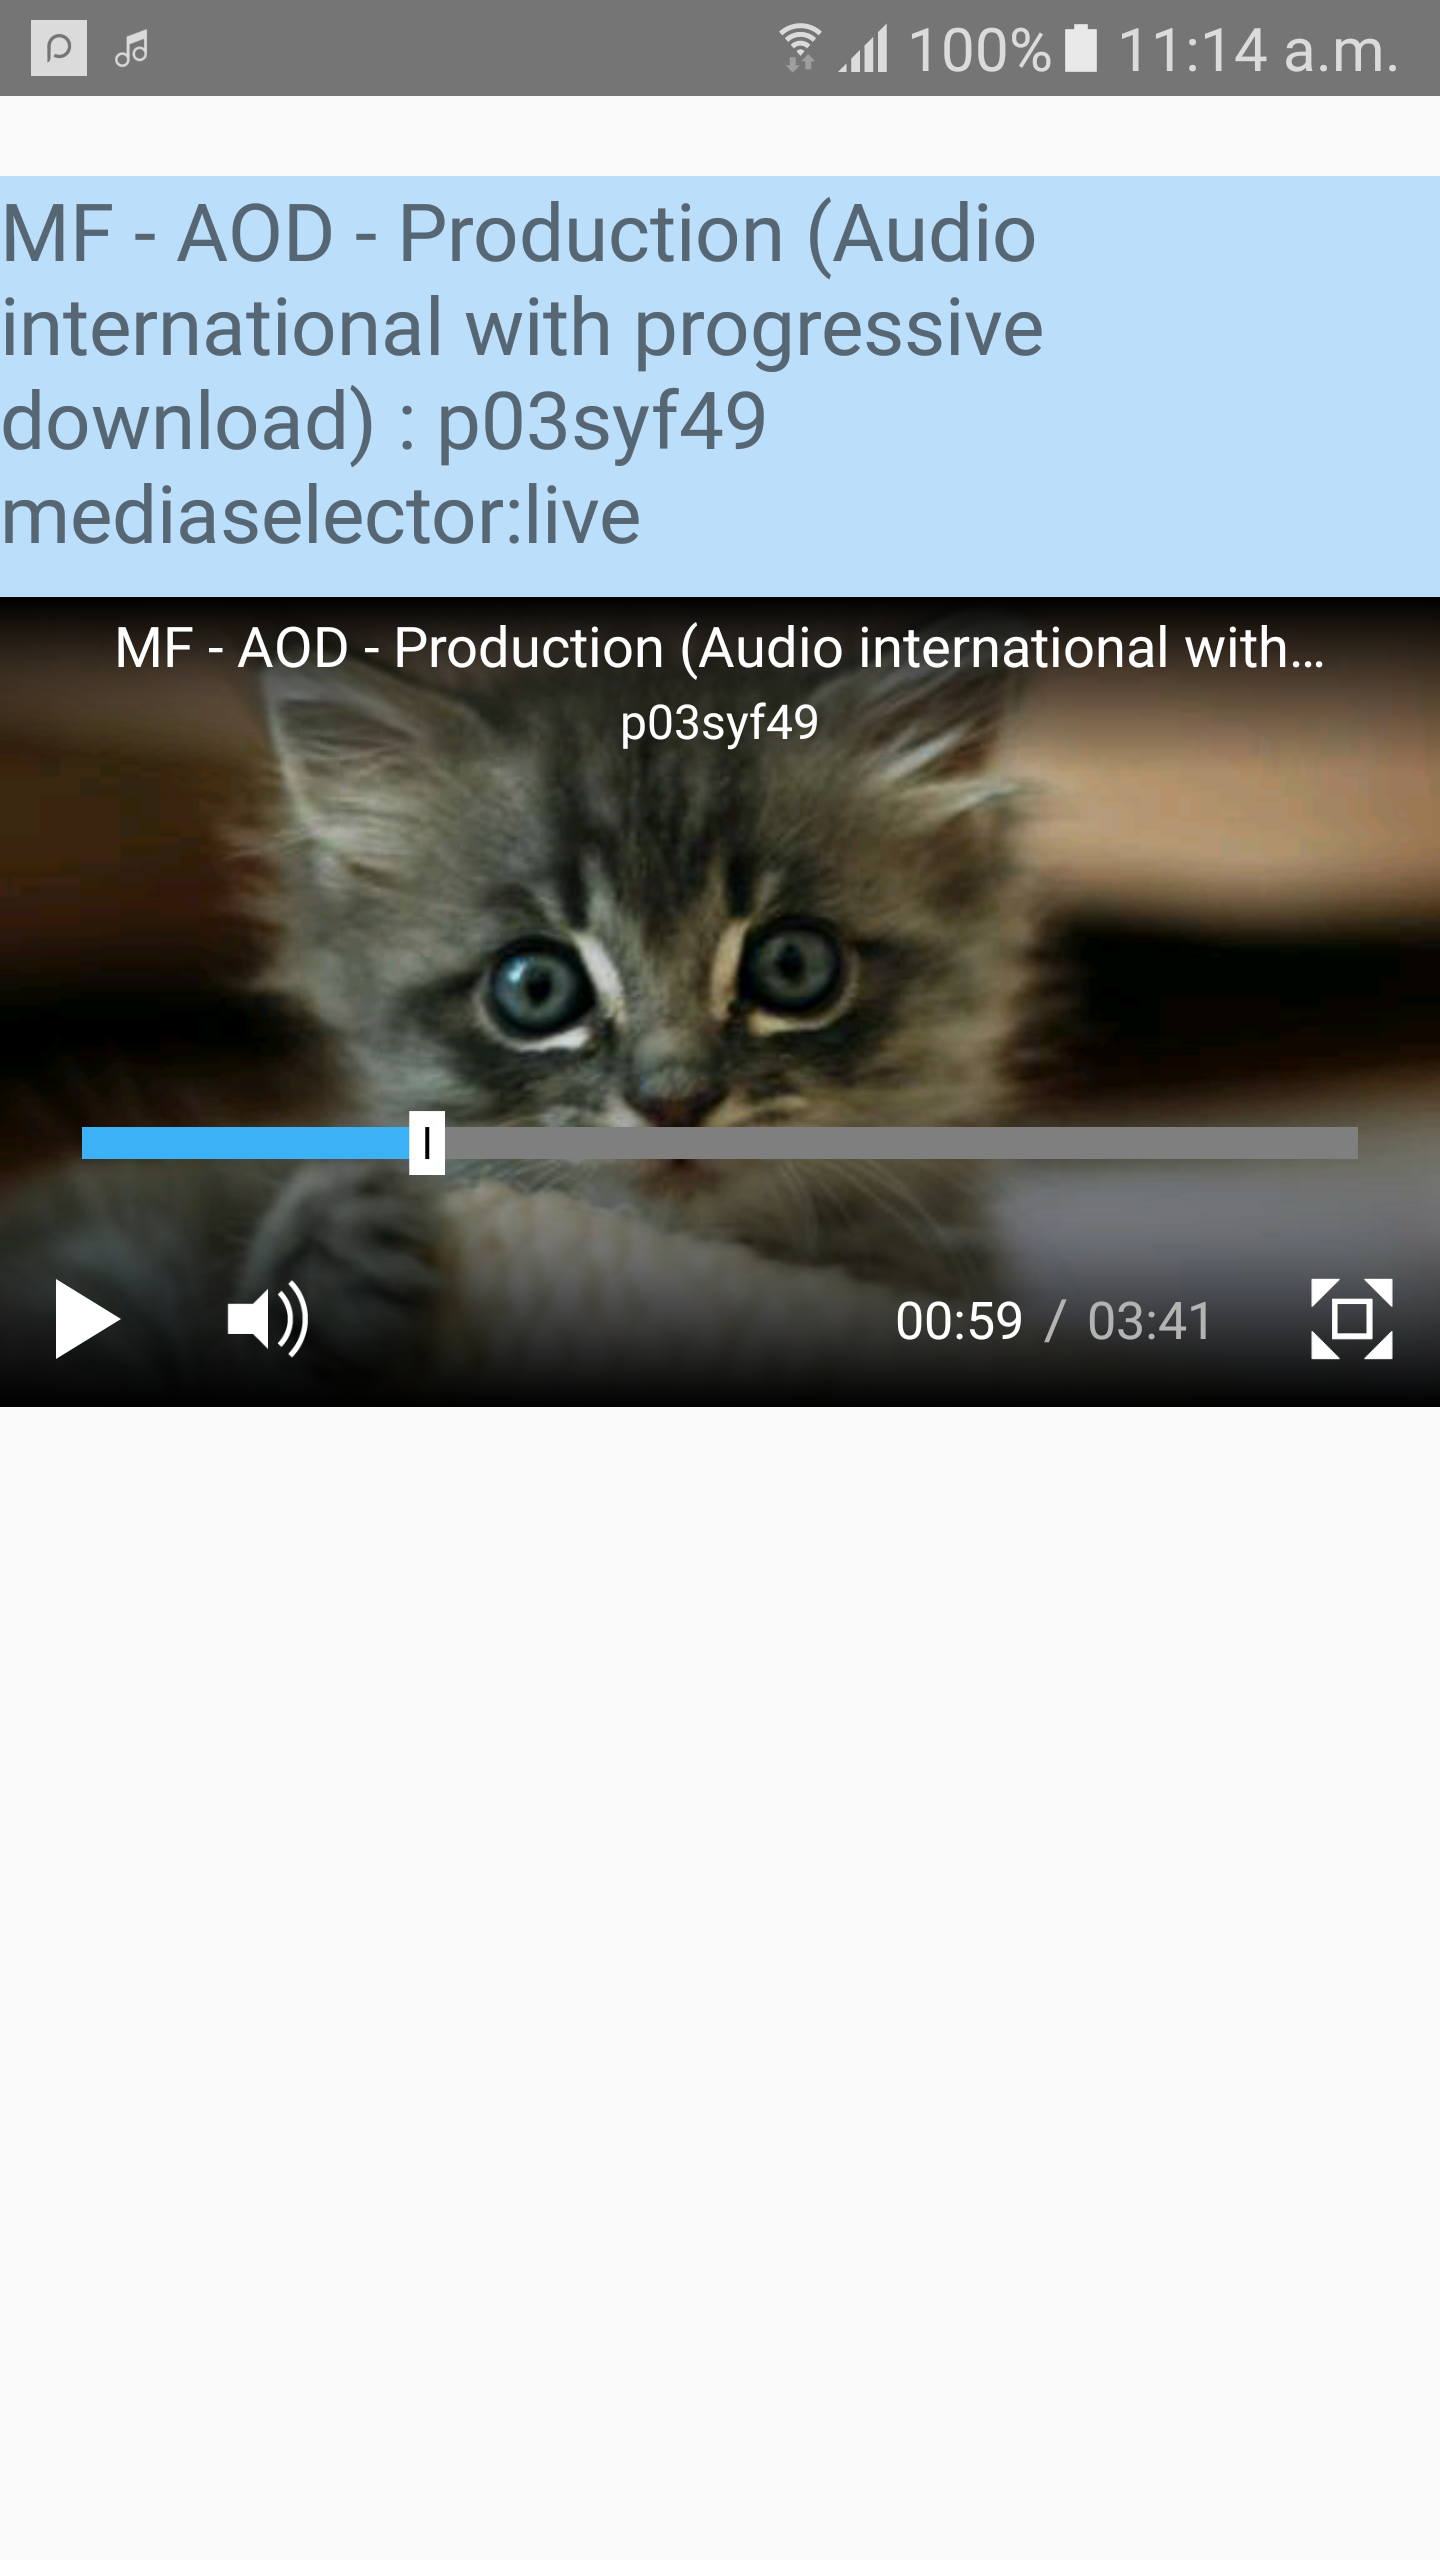 100% 11:14 a.m.
MF - AOD - Production (Audio
international with progressive
download) : p03syf49
mediaselector:live
MF - AOD - Production (Audio international with...
p03syf49
00:59 / 03:41